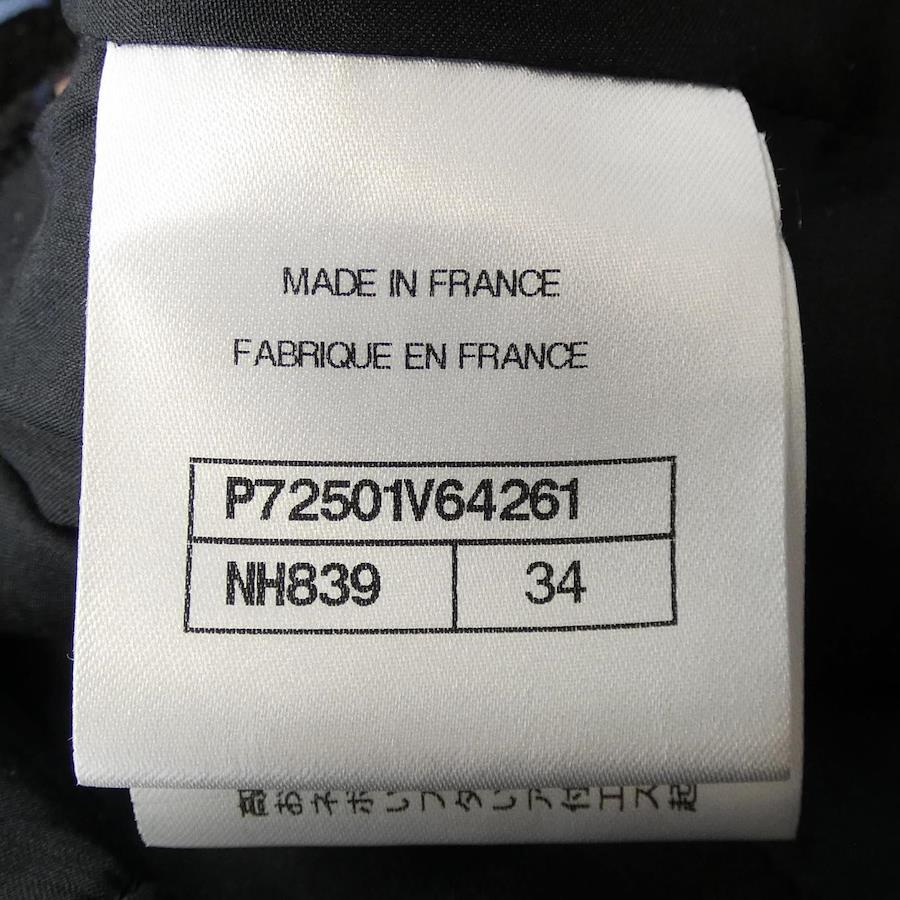 MADE IN FRANCE
FABRIQUE EN FRANCE
P72501V64261
NH839
34